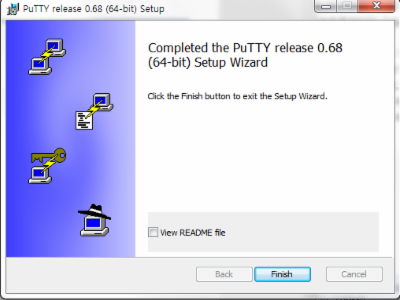 PuTTY release 0.68 (64-bit) Setup
Completed the PuTTY release 0.68
(64-bit) Setup Wizard
Click the Finish button to exit the Setup Wizard.
View README file
Back
Finish
Cancel